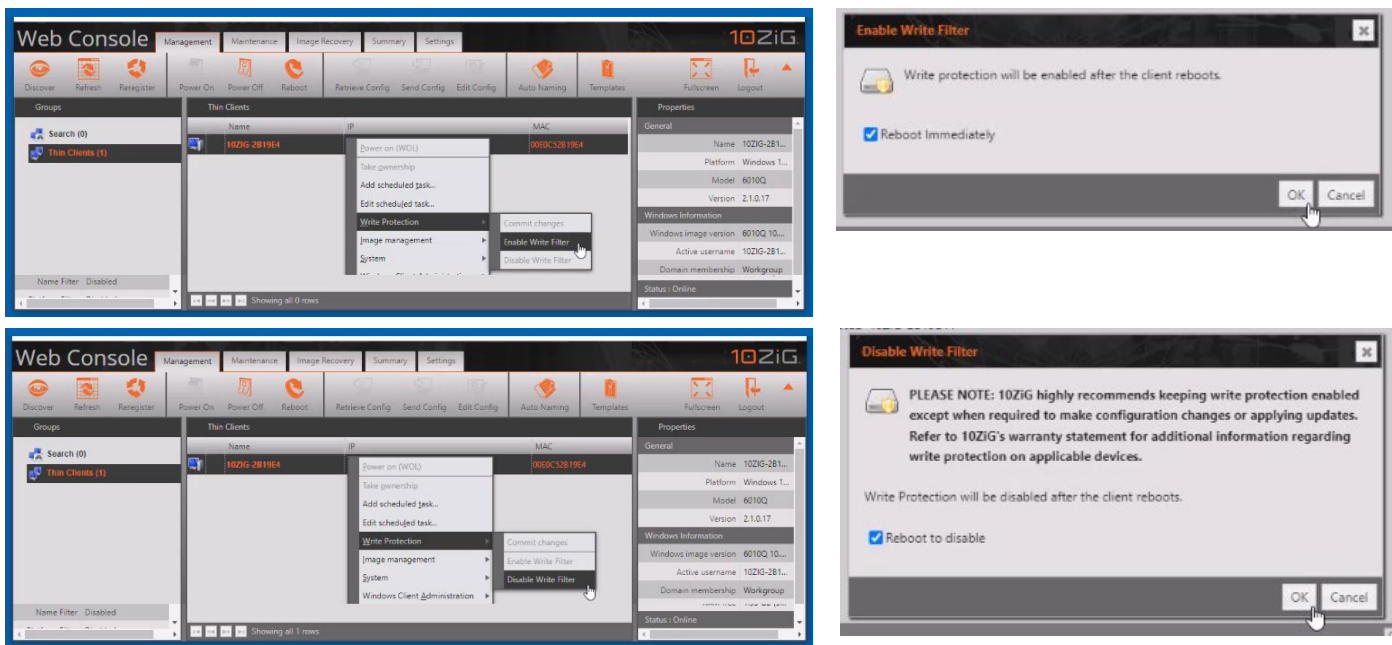 Web Console Management Maintenance Image Recovery Summary Settings 10ZiG
Discover Refresh Reregister Power On Power Off Reboot Retrieve Config Send Config Edit Config Auto Naming Templates Fullscreen Logout
Groups Thin Clients Properties
Name IP MAC General
Search (0)
Thin Clients (1)
10ZIG-2B19E4 00E0C52B19E4
Power on (WOL)
Take ownership
Add scheduled task...
Edit scheduled task...
Write Protection
Image management
System
Commit changes
Enable Write Filter
Disable Write Filter
Name 10ZIG-2B1...
Platform Windows 1...
Model 6010Q
Version 2.1.0.17
Windows Information
Windows image version 6010Q 10....
Active username 10ZIG-2B1...
Domain membership Workgroup
Status : Online
Name Filter Disabled
Showing all 0 rows
Enable Write Filter
Write protection will be enabled after the client reboots.
Reboot Immediately
OK Cancel
Web Console Management Maintenance Image Recovery Summary Settings 10ZiG
Discover Refresh Reregister Power On Power Off Reboot Retrieve Config Send Config Edit Config Auto Naming Templates Fullscreen Logout
Groups Thin Clients Properties
Name IP MAC General
Search (0)
Thin Clients (1)
10ZIG-2B19E4 00E0C52B19E4
Power on (WOL)
Take ownership
Add scheduled task...
Edit scheduled task...
Write Protection
Image management
System
Windows Client Administration
Commit changes
Enable Write Filter
Disable Write Filter
Name 10ZIG-2B1...
Platform Windows 1...
Model 6010Q
Version 2.1.0.17
Windows Information
Windows image version 6010Q 10....
Active username 10ZIG-2B1...
Domain membership Workgroup
Status : Online
Name Filter Disabled
Showing all 1 rows
Disable Write Filter
PLEASE NOTE: 10ZiG highly recommends keeping write protection enabled
except when required to make configuration changes or applying updates.
Refer to 10ZiG's warranty statement for additional information regarding
write protection on applicable devices.
Write Protection will be disabled after the client reboots.
Reboot to disable
OK Cancel